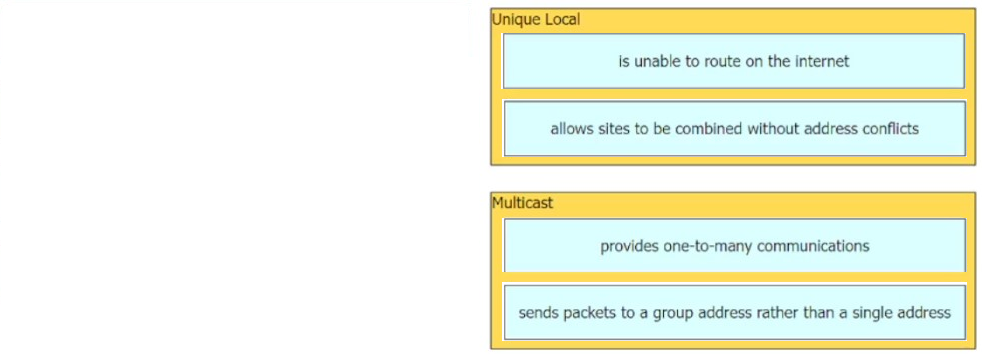 Unique Local
is unable to route on the internet
allows sites to be combined without address conflicts
Multicast
provides one-to-many communications
sends packets to a group address rather than a single address